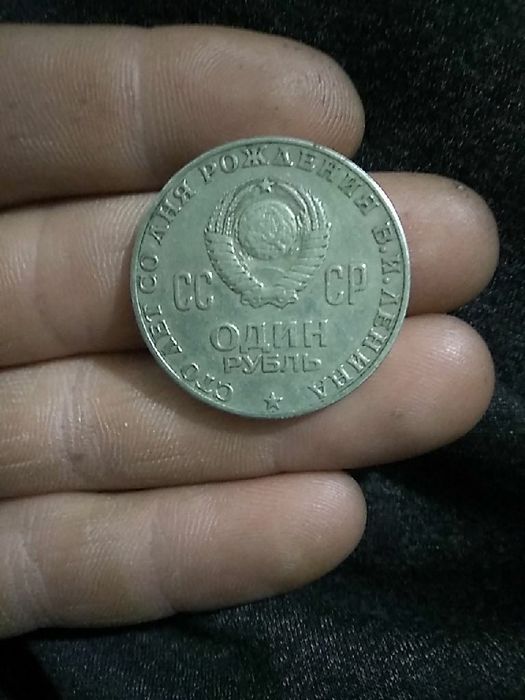 СТО ЛЕТ СО ДНЯ РОЖДЕНИЯ В.И.ЛЕНИНА
СС СР
ОДИН
РУБЛЬ